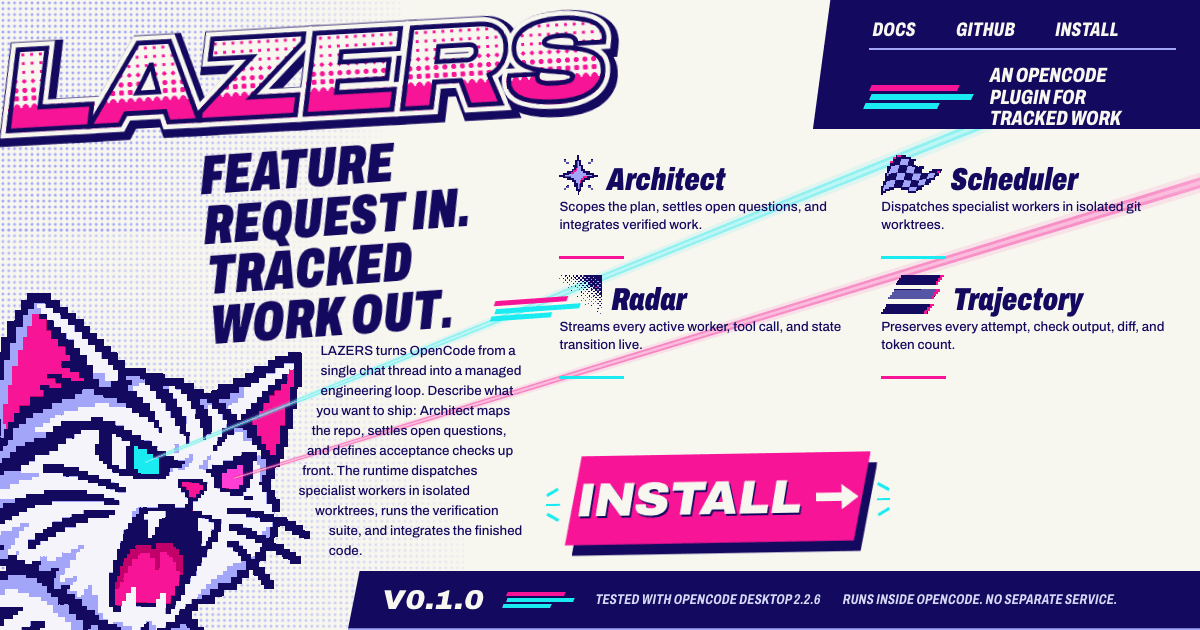 LAZERS
DOCS
GITHUB
INSTALL
AN OPENCODE
PLUGIN FOR
TRACKED WORK
FEATURE
REQUEST IN.
TRACKED
WORK OUT.
LAZERS turns OpenCode from a
single chat thread into a managed
engineering loop. Describe what
you want to ship: Architect maps
the repo, settles open questions,
and defines acceptance checks up
front. The runtime dispatches
specialist workers in isolated
worktrees, runs the verification
suite, and integrates the finished
code.
Architect
Scopes the plan, settles open questions, and
integrates verified work.
Scheduler
Dispatches specialist workers in isolated git
worktrees.
Radar
Streams every active worker, tool call, and state
transition live.
Trajectory
Preserves every attempt, check output, diff, and
token count.
INSTALL →
V0.1.0
TESTED WITH OPENCODE DESKTOP 2.2.6
RUNS INSIDE OPENCODE. NO SEPARATE SERVICE.